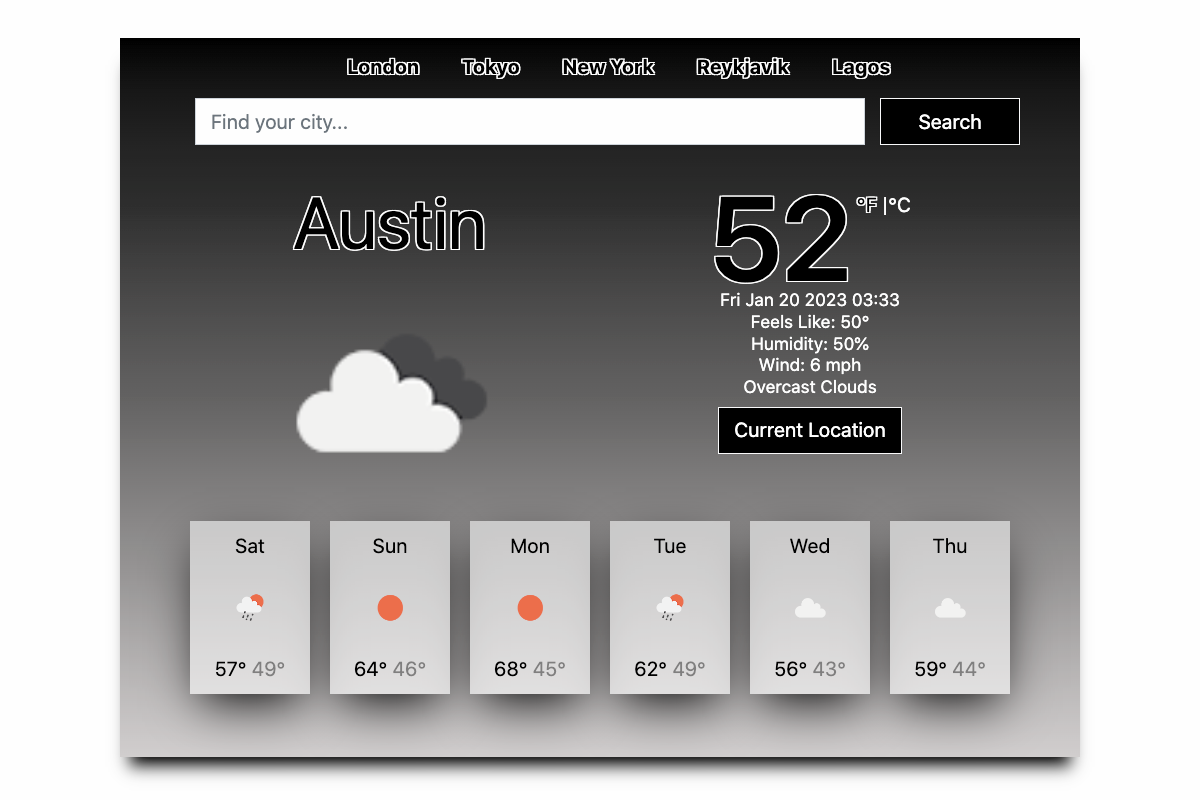 London Tokyo New York Reykjavik Lagos
Find your city...
Search
Austin
52 °F |°C
Fri Jan 20 2023 03:33
Feels Like: 50°
Humidity: 50%
Wind: 6 mph
Overcast Clouds
Current Location
Sat Sun Mon Tue Wed Thu
57° 49° 64° 46° 68° 45° 62° 49° 56° 43° 59° 44°